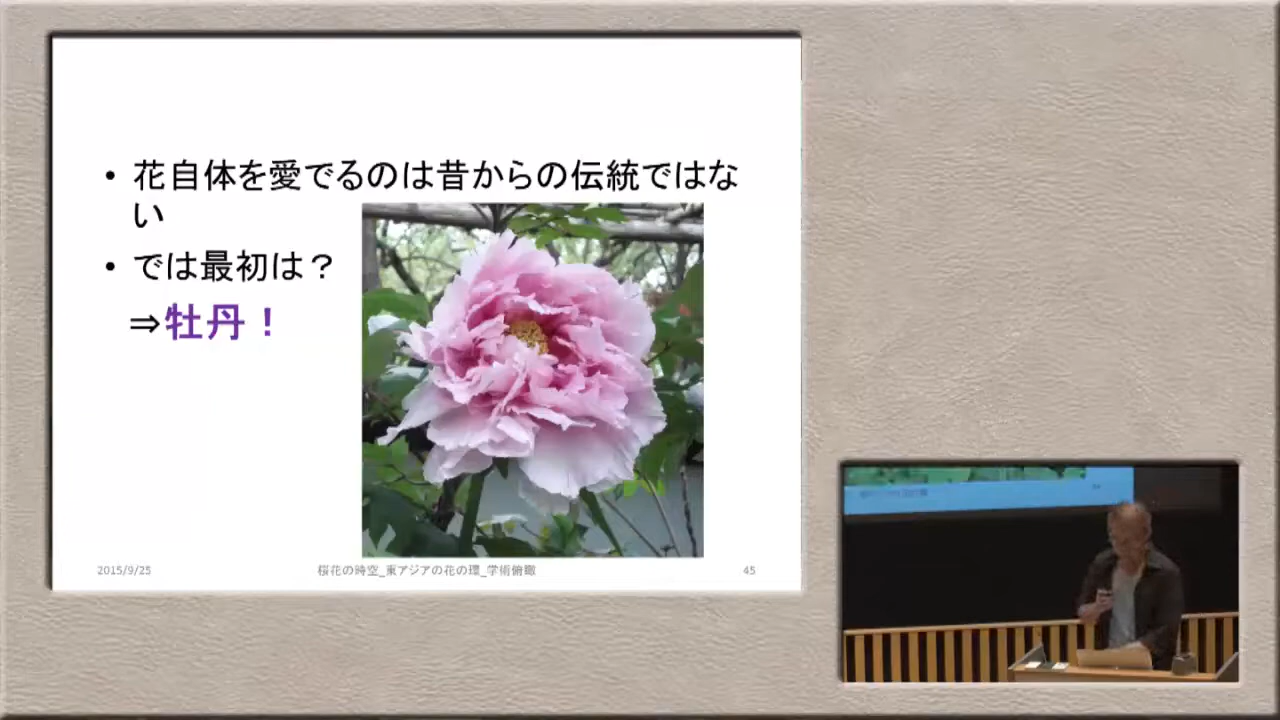 • 花自体を愛でるのは昔からの伝統ではな
い
• では最初は？
⇒牡丹！
2015/9/25
桜花の時空_東アジアの花の環_学術俯瞰
45